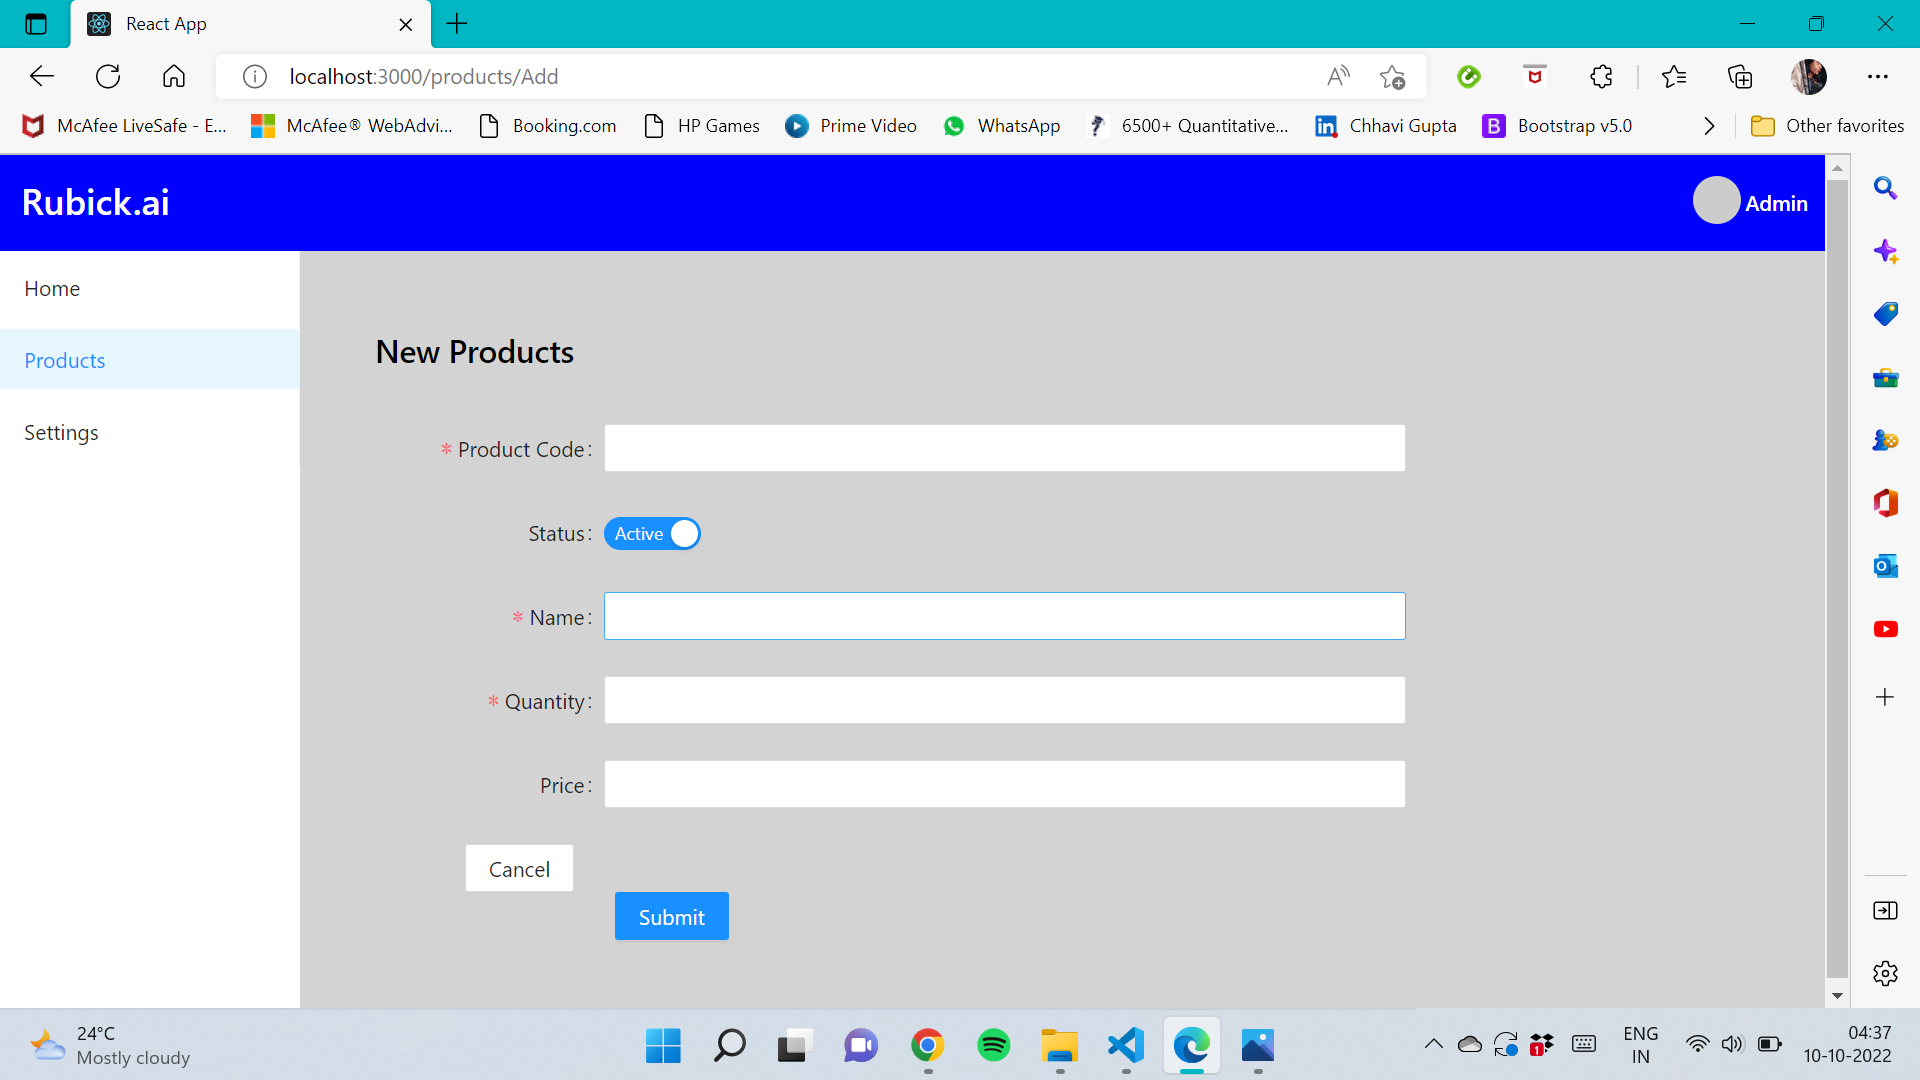 React App
localhost:3000/products/Add
McAfee LiveSafe - E... McAfee® WebAdvi... Booking.com HP Games Prime Video WhatsApp 6500+ Quantitative... Chhavi Gupta Bootstrap v5.0 Other favorites
Rubick.ai Admin
Home
Products
Settings
New Products
* Product Code:
Status: Active
* Name:
* Quantity:
Price:
Cancel
Submit
24°C
Mostly cloudy
ENG
IN
04:37
10-10-2022